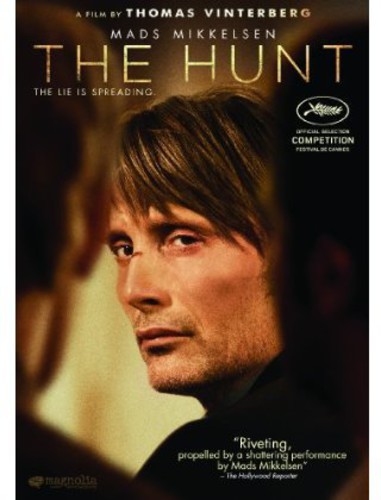 A FILM BY THOMAS VINTERBERG
MADS MIKKELSEN
THE HUNT
THE LIE IS SPREADING.
OFFICIAL SELECTION
COMPETITION
FESTIVAL DE CANNES
"Riveting,
propelled by a shattering performance
by Mads Mikkelsen"
– The Hollywood Reporter
magnolia